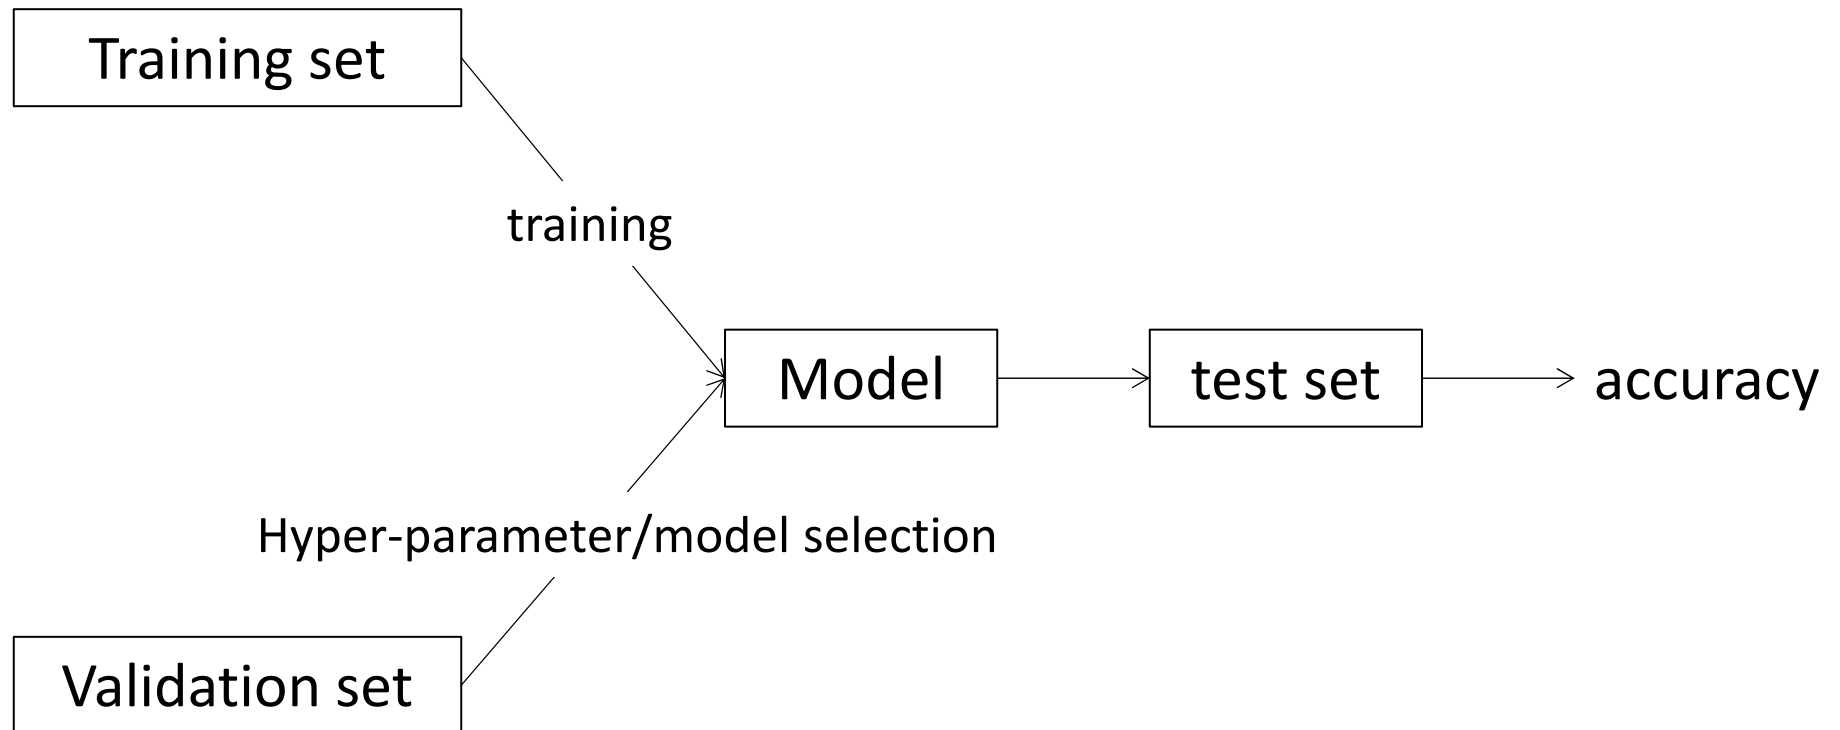 Training set
training
Model
test set
accuracy
Hyper-parameter/model selection
Validation set